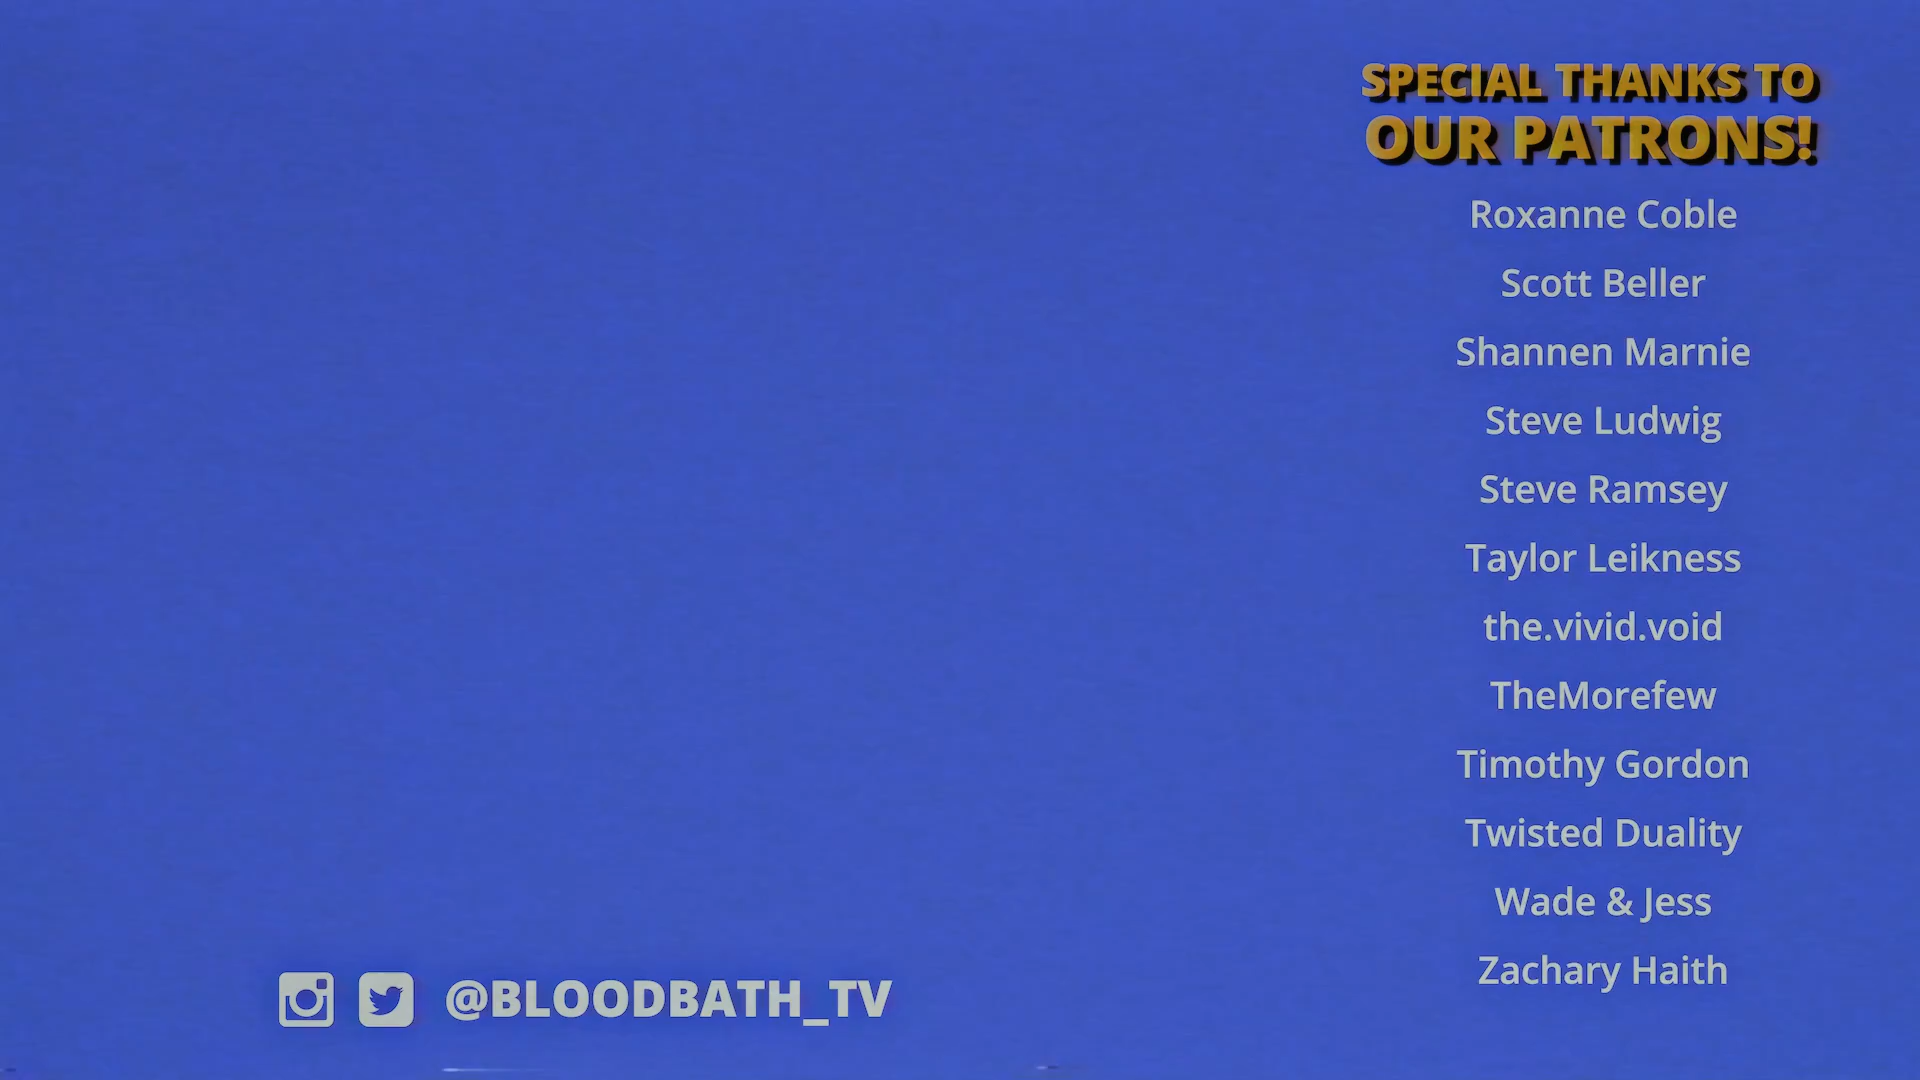 SPECIAL THANKS TO
OUR PATRONS!
Roxanne Coble
Scott Beller
Shannen Marnie
Steve Ludwig
Steve Ramsey
Taylor Leikness
the.vivid.void
TheMorefew
Timothy Gordon
Twisted Duality
Wade & Jess
Zachary Haith
@BLOODBATH_TV